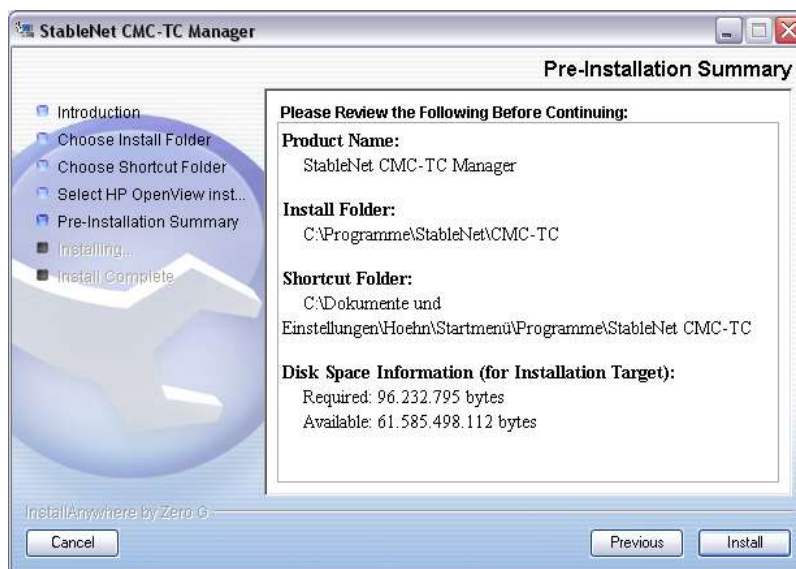 StableNet CMC-TC Manager
Pre-Installation Summary
Introduction
Choose Install Folder
Choose Shortcut Folder
Select HP OpenView inst...
Pre-Installation Summary
Installing...
Install Complete
Please Review the Following Before Continuing:
Product Name:
StableNet CMC-TC Manager
Install Folder:
C:\Programme\StableNet\CMC-TC
Shortcut Folder:
C:\Dokumente und
Einstellungen\Hoehn\Startmenü\Programme\StableNet CMC-TC
Disk Space Information (for Installation Target):
Required: 96.232.795 bytes
Available: 61.585.498.112 bytes
InstallAnywhere by Zero G
Cancel
Previous
Install